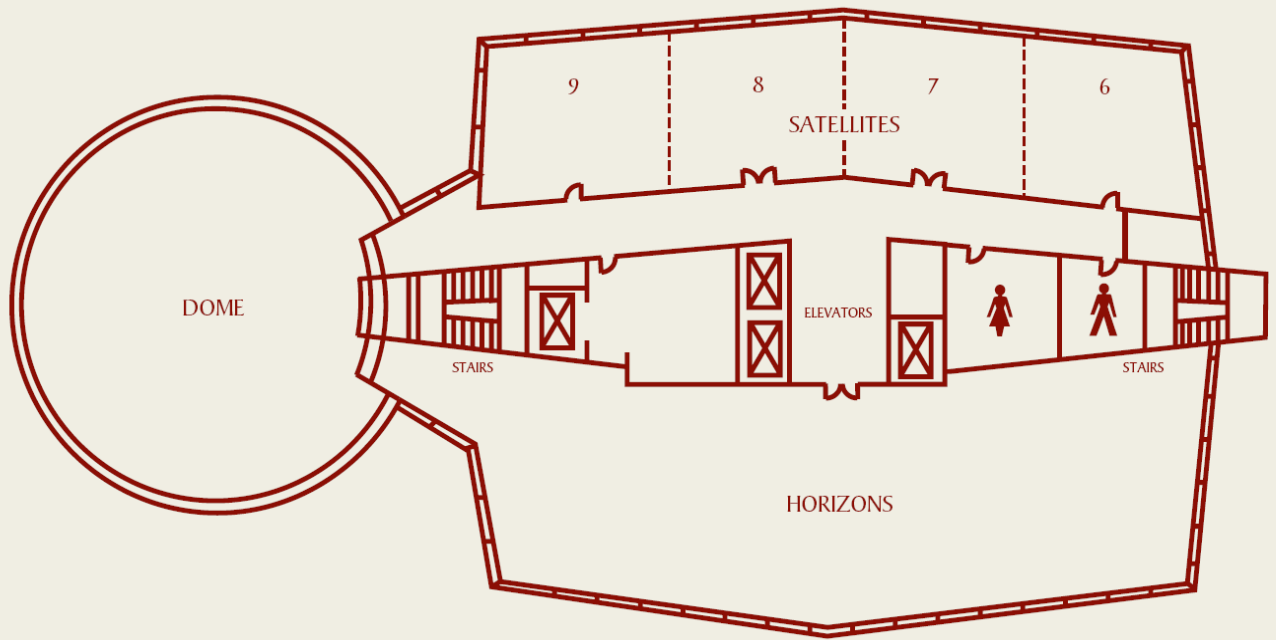 9
8
7
6
SATELLITES
DOME
ELEVATORS
STAIRS
STAIRS
HORIZONS